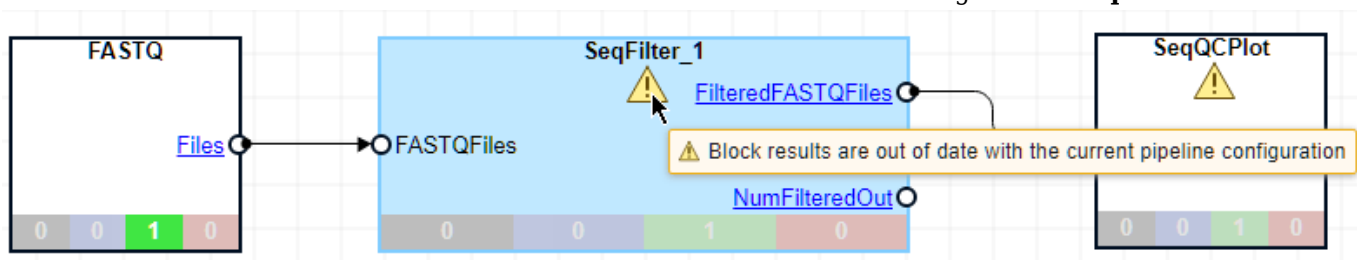 FASTQ
Files
0 0 1 0
SeqFilter_1
FilteredFASTQFiles
FASTQFiles
NumFilteredOut
0 0 1 0
Block results are out of date with the current pipeline configuration
SeqQCPlot
0 0 1 0